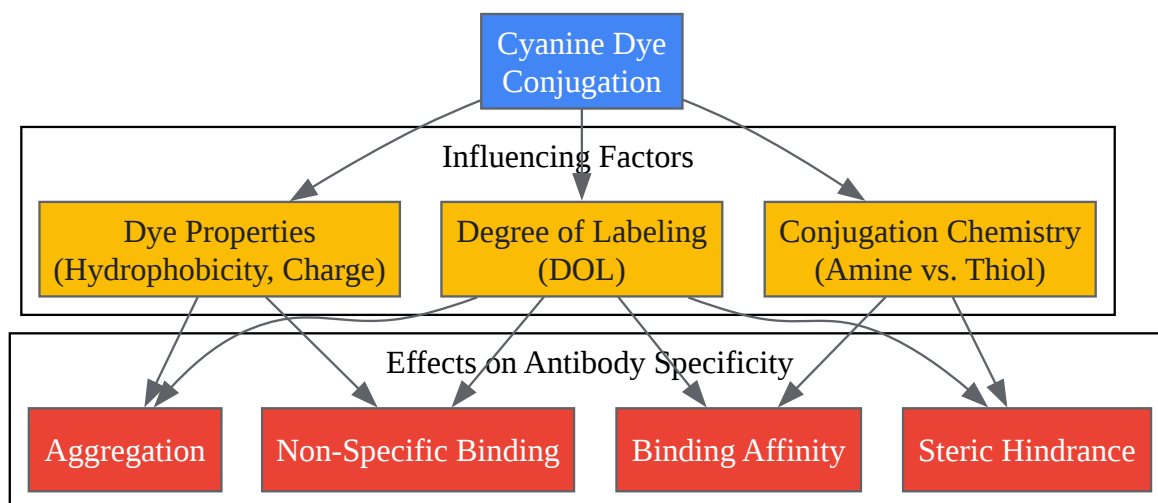 Cyanine Dye
Conjugation
Influencing Factors
Dye Properties
(Hydrophobicity, Charge)
Degree of Labeling
(DOL)
Conjugation Chemistry
(Amine vs. Thiol)
Effects on Antibody Specificity
Aggregation
Non-Specific Binding
Binding Affinity
Steric Hindrance